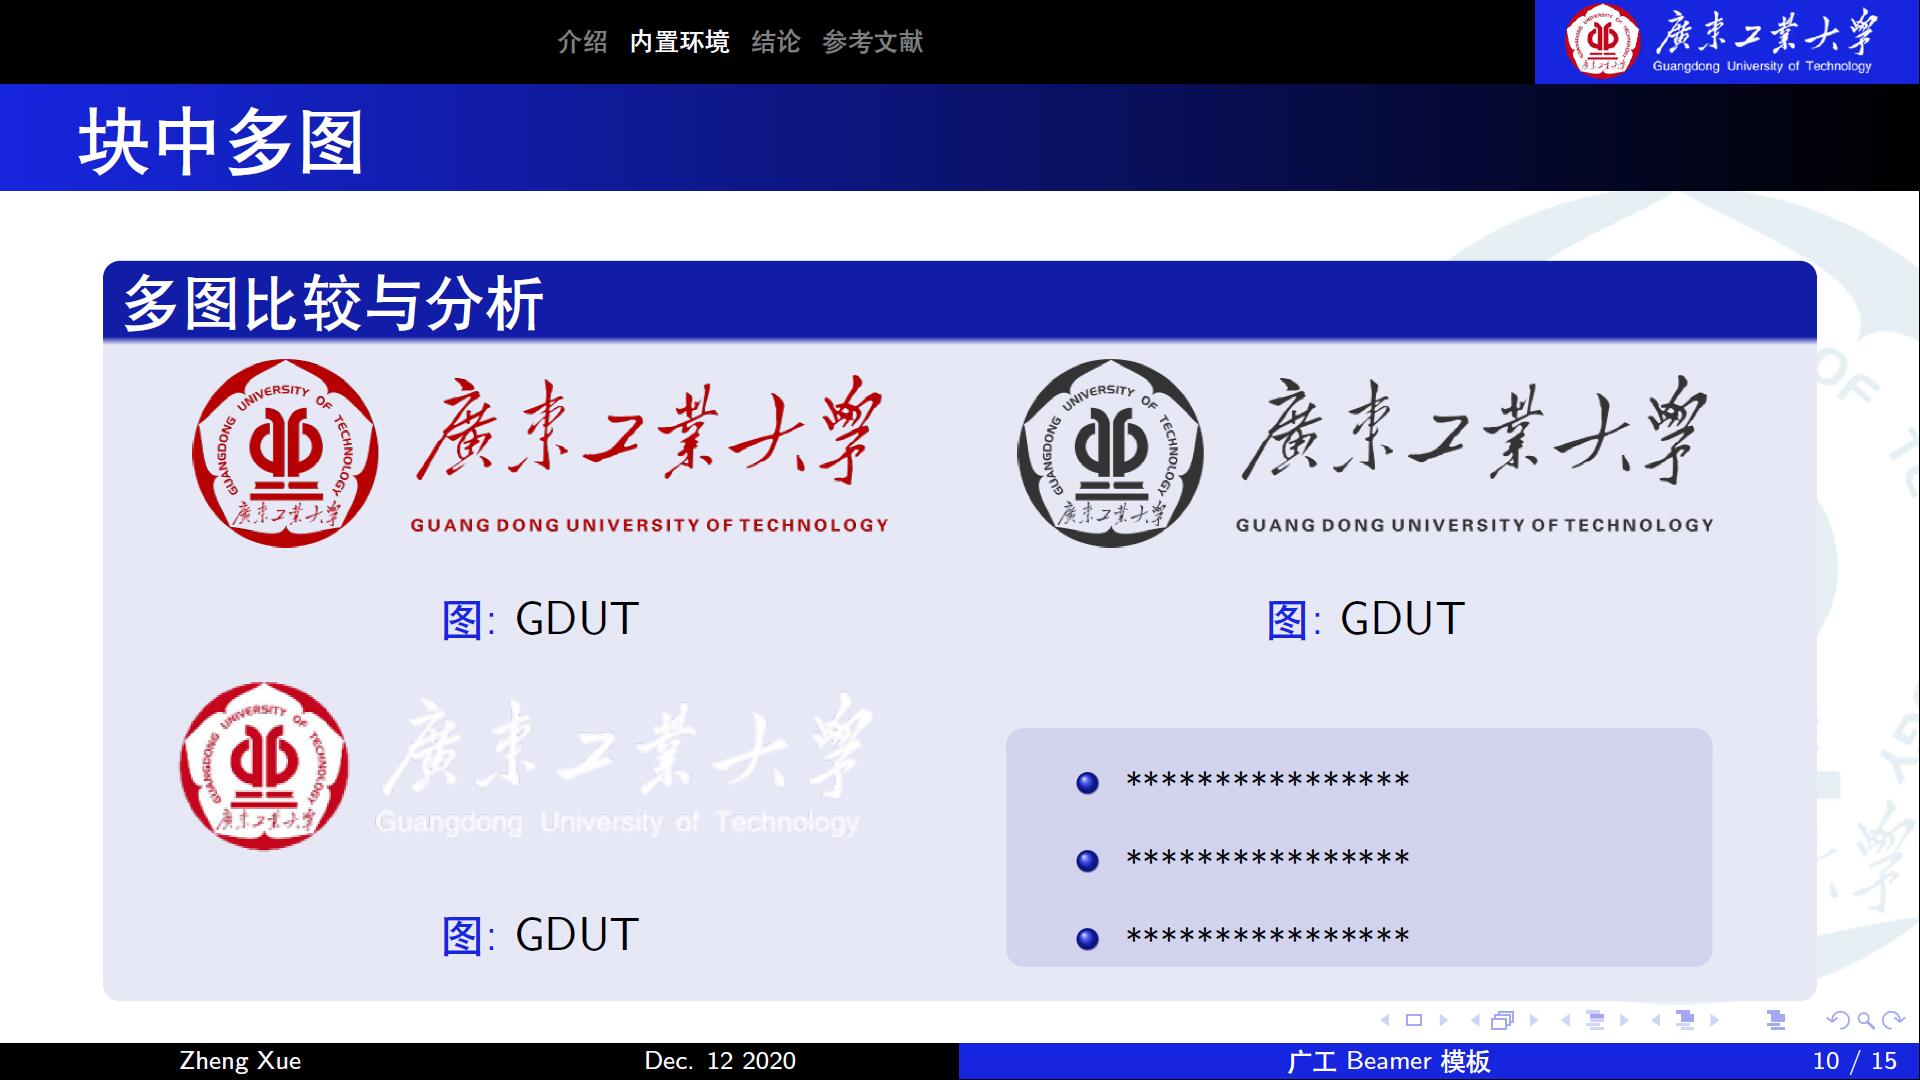 介绍 内置环境 结论 参考文献
廣東工業大學
Guangdong University of Technology
块中多图
多图比较与分析
GUANGDONG UNIVERSITY OF TECHNOLOGY
廣東工業大學
廣東工業大學
GUANG DONG UNIVERSITY OF TECHNOLOGY
图: GDUT
GUANGDONG UNIVERSITY OF TECHNOLOGY
廣東工業大學
廣東工業大學
GUANG DONG UNIVERSITY OF TECHNOLOGY
图: GDUT
GUANGDONG UNIVERSITY OF TECHNOLOGY
廣東工業大學
廣東工業大學
Guangdong University of Technology
图: GDUT
****************
****************
****************
Zheng Xue
Dec. 12 2020
广工 Beamer 模板
10 / 15